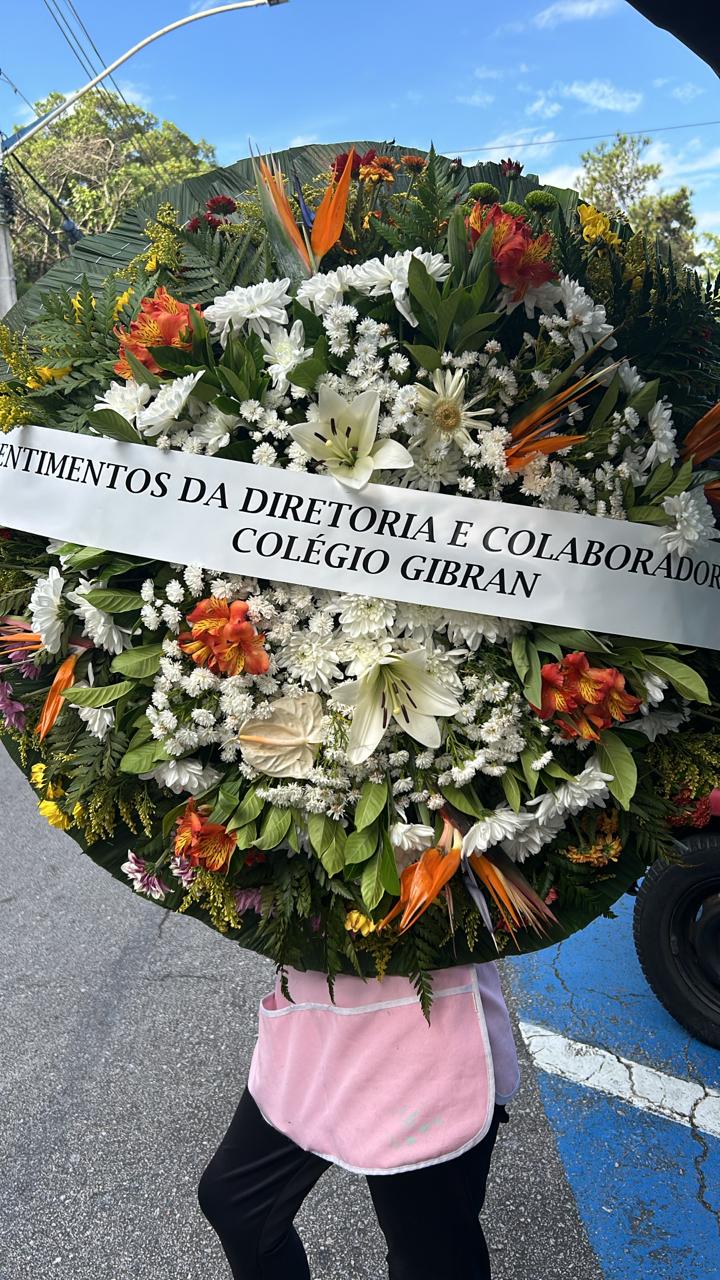 ENTIMENTOS DA DIRETORIA E COLABORADOR
COLÉGIO GIBRAN